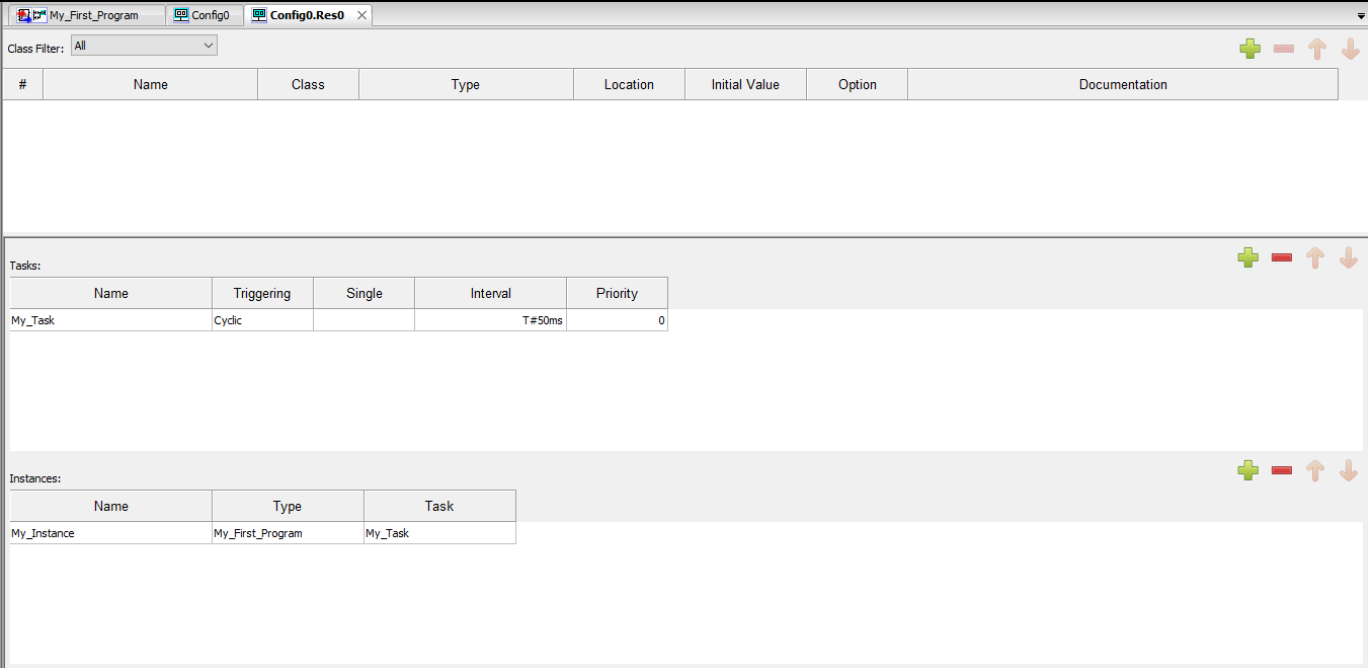 My_First_Program Config0 Config0.Res0
Class Filter: All
# Name Class Type Location Initial Value Option Documentation
Tasks:
Name Triggering Single Interval Priority
My_Task Cyclic T#50ms 0
Instances:
Name Type Task
My_Instance My_First_Program My_Task